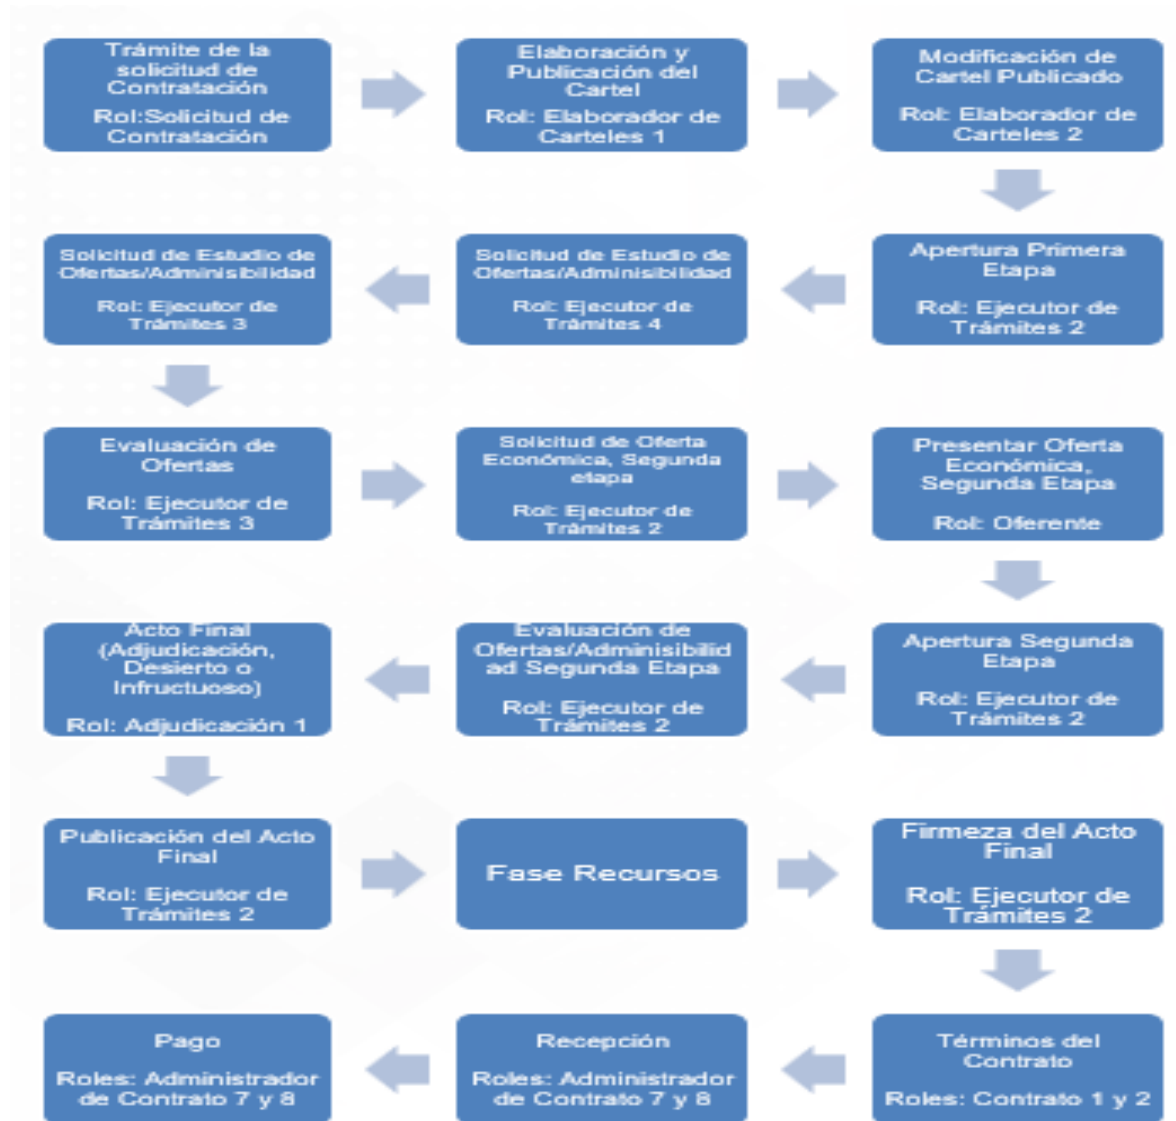 Trámite de la
solicitud de
Contratación
Rol:Solicitud de
Contratación
Elaboración y
Publicación del
Cartel
Rol: Elaborador de
Carteles 1
Modificación de
Cartel Publicado
Rol: Elaborador de
Carteles 2
Apertura Primera
Etapa
Rol: Ejecutor de
Trámites 2
Solicitud de Estudio de
Ofertas/Adminisibilidad
Rol: Ejecutor de
Trámites 4
Solicitud de Estudio de
Ofertas/Adminisibilidad
Rol: Ejecutor de
Trámites 3
Evaluación de
Ofertas
Rol: Ejecutor de
Trámites 3
Solicitud de Oferta
Económica, Segunda
etapa
Rol: Ejecutor de
Trámites 2
Presentar Oferta
Económica,
Segunda Etapa
Rol: Oferente
Apertura Segunda
Etapa
Rol: Ejecutor de
Trámites 2
Evaluación de
Ofertas/Adminisibilid
ad Segunda Etapa
Rol: Ejecutor de
Trámites 2
Acto Final
(Adjudicación,
Desierto o
Infructuoso)
Rol: Adjudicación 1
Publicación del Acto
Final
Rol: Ejecutor de
Trámites 2
Fase Recursos
Firmeza del Acto
Final
Rol: Ejecutor de
Trámites 2
Términos del
Contrato
Roles: Contrato 1 y 2
Recepción
Roles: Administrador
de Contrato 7 y 8
Pago
Roles: Administrador
de Contrato 7 y 8